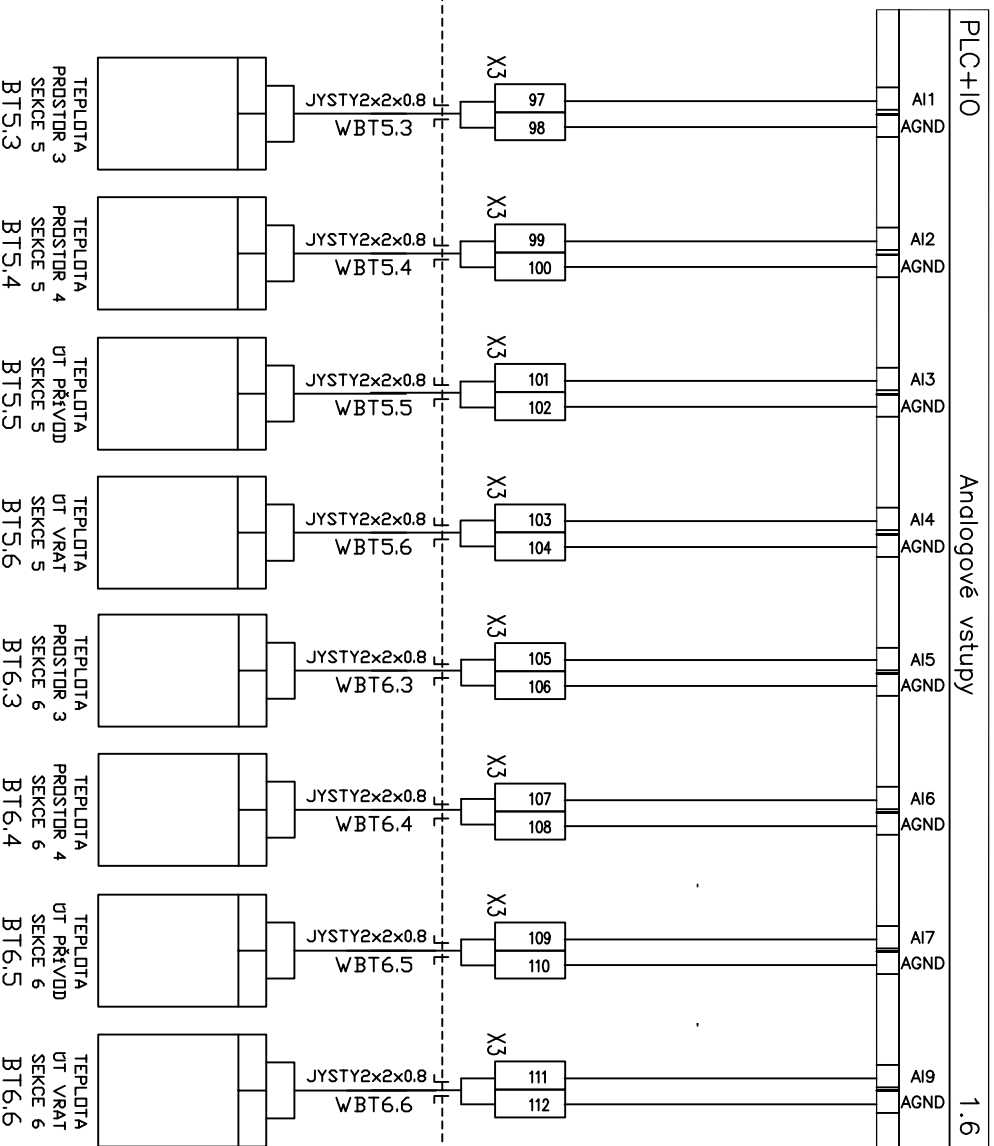 PLC+IO
Analogové vstupy
1.6
AI1
AGND
97
98
X3
JYSTY2x2x0.8
WBT5.3
TEPLOTA
PROSTOR 3
SEKCE 5
BT5.3
AI2
AGND
99
100
X3
JYSTY2x2x0.8
WBT5.4
TEPLOTA
PROSTOR 4
SEKCE 5
BT5.4
AI3
AGND
101
102
X3
JYSTY2x2x0.8
WBT5.5
TEPLOTA
ÚT PŘÍVOD
SEKCE 5
BT5.5
AI4
AGND
103
104
X3
JYSTY2x2x0.8
WBT5.6
TEPLOTA
ÚT VRAT
SEKCE 5
BT5.6
AI5
AGND
105
106
X3
JYSTY2x2x0.8
WBT6.3
TEPLOTA
PROSTOR 3
SEKCE 6
BT6.3
AI6
AGND
107
108
X3
JYSTY2x2x0.8
WBT6.4
TEPLOTA
PROSTOR 4
SEKCE 6
BT6.4
AI7
AGND
109
110
X3
JYSTY2x2x0.8
WBT6.5
TEPLOTA
ÚT PŘÍVOD
SEKCE 6
BT6.5
AI9
AGND
111
112
X3
JYSTY2x2x0.8
WBT6.6
TEPLOTA
ÚT VRAT
SEKCE 6
BT6.6